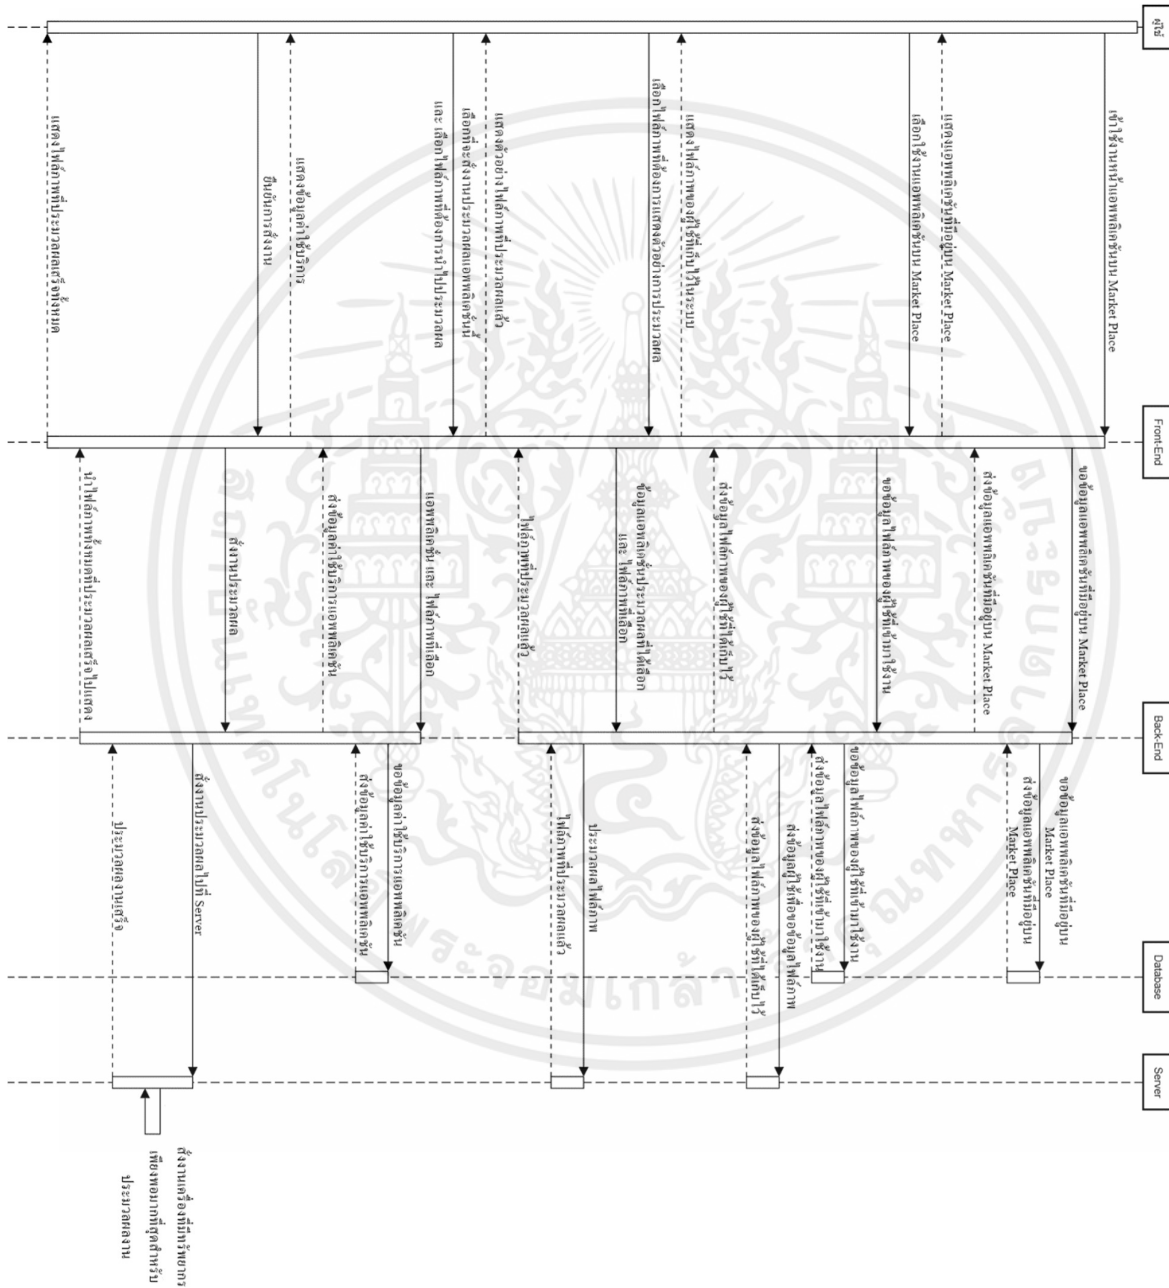 ผู้ใช้
Front-End
Back-End
Database
Server
เข้าใช้งานหน้าแอพพลิเคชันบน Market Place
ขอข้อมูลแอพพลิเคชันที่มีอยู่บน Market Place
ขอข้อมูลแอพพลิเคชันที่มีอยู่บน
Market Place
ส่งข้อมูลแอพพลิเคชันที่มีอยู่บน
Market Place
ส่งข้อมูลแอพพลิเคชันที่มีอยู่บน Market Place
แสดงแอพพลิเคชันที่มีอยู่บน Market Place
เลือกใช้งานแอพพลิเคชันบน Market Place
ขอข้อมูลไฟล์ภาพของผู้ใช้ที่เข้ามาใช้งาน
ขอข้อมูลไฟล์ภาพของผู้ใช้ที่เข้ามาใช้งาน
ส่งข้อมูลไฟล์ภาพของผู้ใช้ที่เข้ามาใช้งาน
ส่งข้อมูลผู้ใช้เพื่อขอข้อมูลไฟล์ภาพ
ส่งข้อมูลไฟล์ภาพของผู้ใช้ที่ได้เก็บไว้
ส่งข้อมูลไฟล์ภาพของผู้ใช้ที่ได้เก็บไว้
แสดงไฟล์ภาพของผู้ใช้ที่เก็บไว้ในระบบ
เลือกไฟล์ภาพที่ต้องการแสดงตัวอย่างการประมวลผล
ข้อมูลแอพพลิเคชันประมวลผลที่ได้เลือก
และ ไฟล์ภาพที่เลือก
ประมวลผลไฟล์ภาพ
ไฟล์ภาพที่ประมวลผลแล้ว
ไฟล์ภาพที่ประมวลผลแล้ว
แสดงตัวอย่างไฟล์ภาพที่ประมวลผลแล้ว
เลือกที่จะสั่งงานประมวลผลแอพพลิเคชั่นนี้
และ เลือกไฟล์ภาพที่ต้องการนำไปประมวลผล
แอพพลิเคชั่น และ ไฟล์ภาพที่เลือก
ขอข้อมูลค่าใช้บริการแอพพลิเคชัน
ส่งข้อมูลค่าใช้บริการแอพพลิเคชัน
ส่งข้อมูลค่าใช้บริการแอพพลิเคชัน
แสดงข้อมูลค่าใช้บริการ
ยืนยันการสั่งงาน
สั่งงานประมวลผล
สั่งงานประมวลผลไปที่ Server
สั่งงานเครื่องที่มีทรัพยากร
เพียงพอมากที่สุดสำหรับ
ประมวลผลงาน
ประมวลผลงานเสร็จ
นำไฟล์ภาพทั้งหมดที่ประมวลผลเสร็จไปแสดง
แสดงไฟล์ภาพที่ประมวลผลเสร็จทั้งหมด